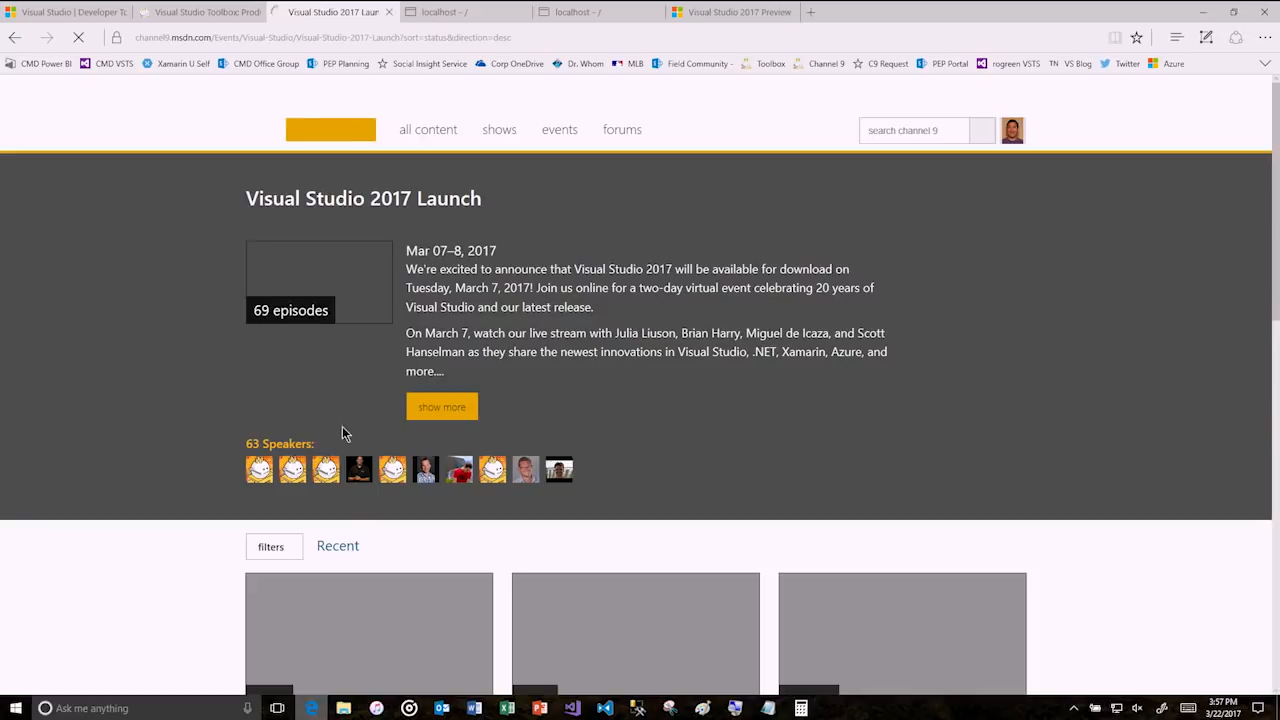 Visual Studio | Developer To
Visual Studio Toolbox: Prod
Visual Studio 2017 Laun
localhost - /
localhost - /
Visual Studio 2017 Preview
channel9.msdn.com/Events/Visual-Studio/Visual-Studio-2017-Launch?sort=status&direction=desc
CMD Power BI
CMD VSTS
Xamarin U Self
CMD Office Group
PEP Planning
Social Insight Service
Corp OneDrive
Dr. Whom
MLB
Field Community -
Toolbox
Channel 9
C9 Request
PEP Portal
rogreen VSTS
TN VS Blog
Twitter
Azure
all content
shows
events
forums
search channel 9
Visual Studio 2017 Launch
69 episodes
Mar 07–8, 2017
We're excited to announce that Visual Studio 2017 will be available for download on
Tuesday, March 7, 2017! Join us online for a two-day virtual event celebrating 20 years of
Visual Studio and our latest release.
On March 7, watch our live stream with Julia Liuson, Brian Harry, Miguel de Icaza, and Scott
Hanselman as they share the newest innovations in Visual Studio, .NET, Xamarin, Azure, and
more....
show more
63 Speakers:
filters
Recent
Ask me anything
3:57 PM
3/22/2017